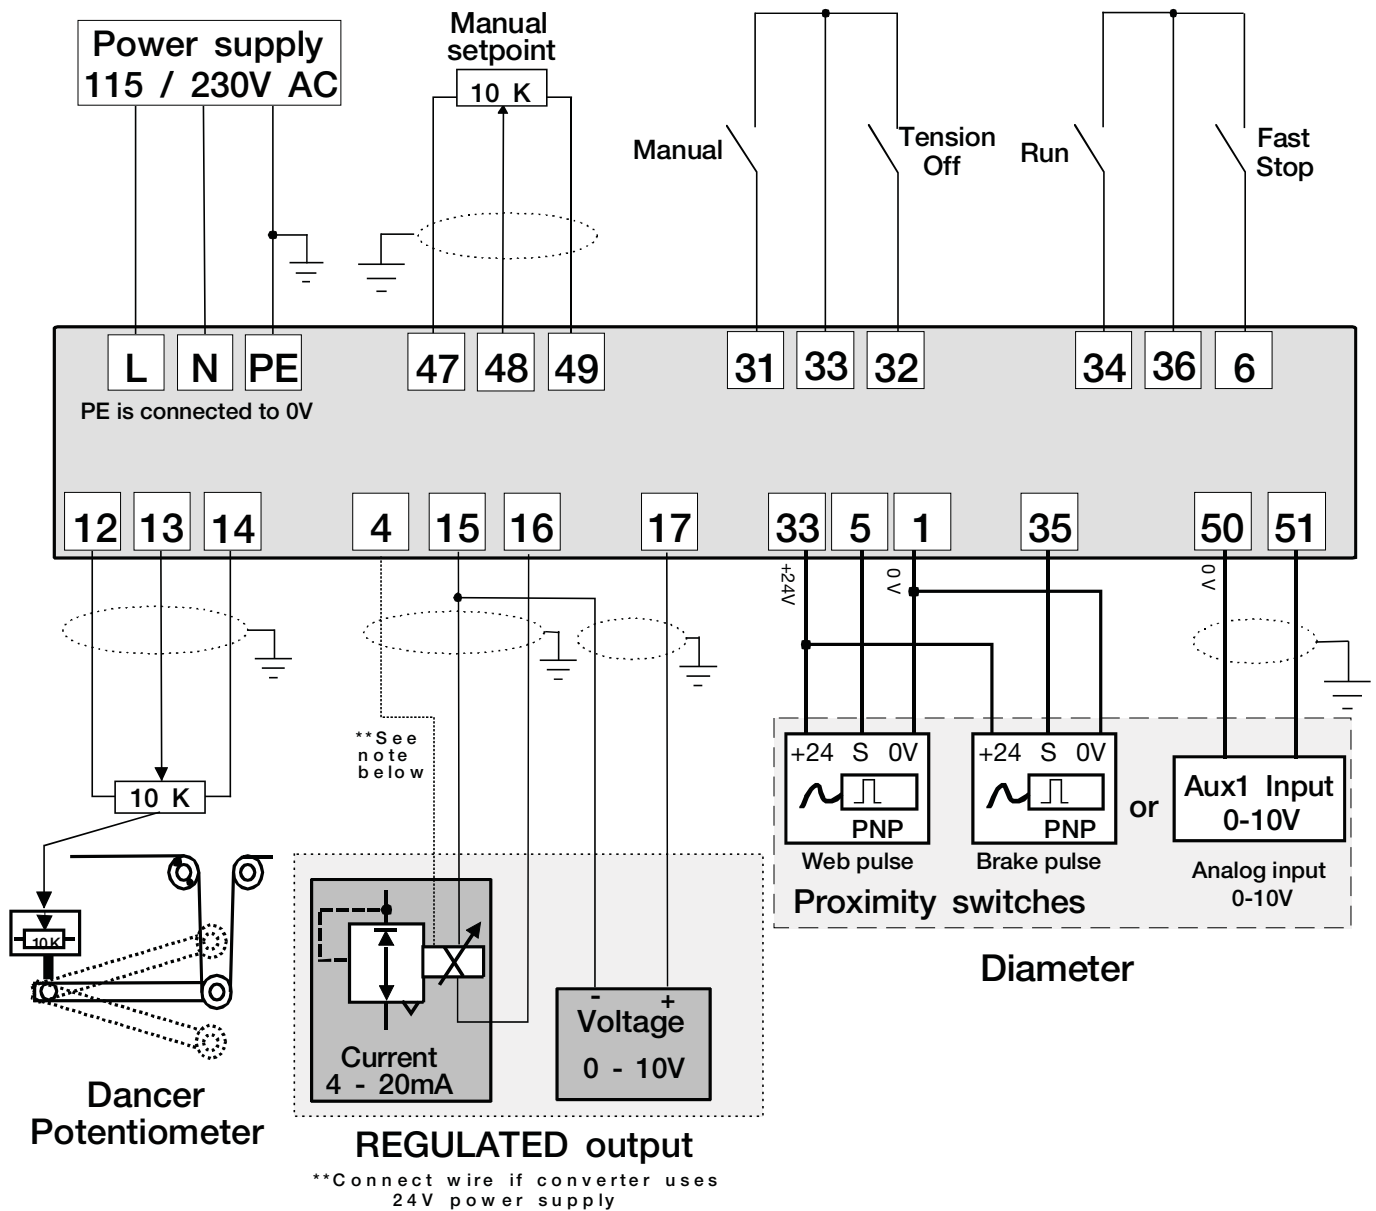 Power supply
115 / 230V AC
Manual
setpoint
10 K
Manual
Tension
Off
Run
Fast
Stop
L N PE 47 48 49 31 33 32 34 36 6
PE is connected to 0V
12 13 14 4 15 16 17 33 5 1 35 50 51
+24V
0 V
0 V
**See
note
below
10 K
10 K
+24 S 0V
PNP
Web pulse
+24 S 0V
PNP
Brake pulse
Proximity switches
or
Aux1 Input
0-10V
Analog input
0-10V
Diameter
Dancer
Potentiometer
Current
4 - 20mA
- +
Voltage
0 - 10V
REGULATED output
**Connect wire if converter uses
24V power supply